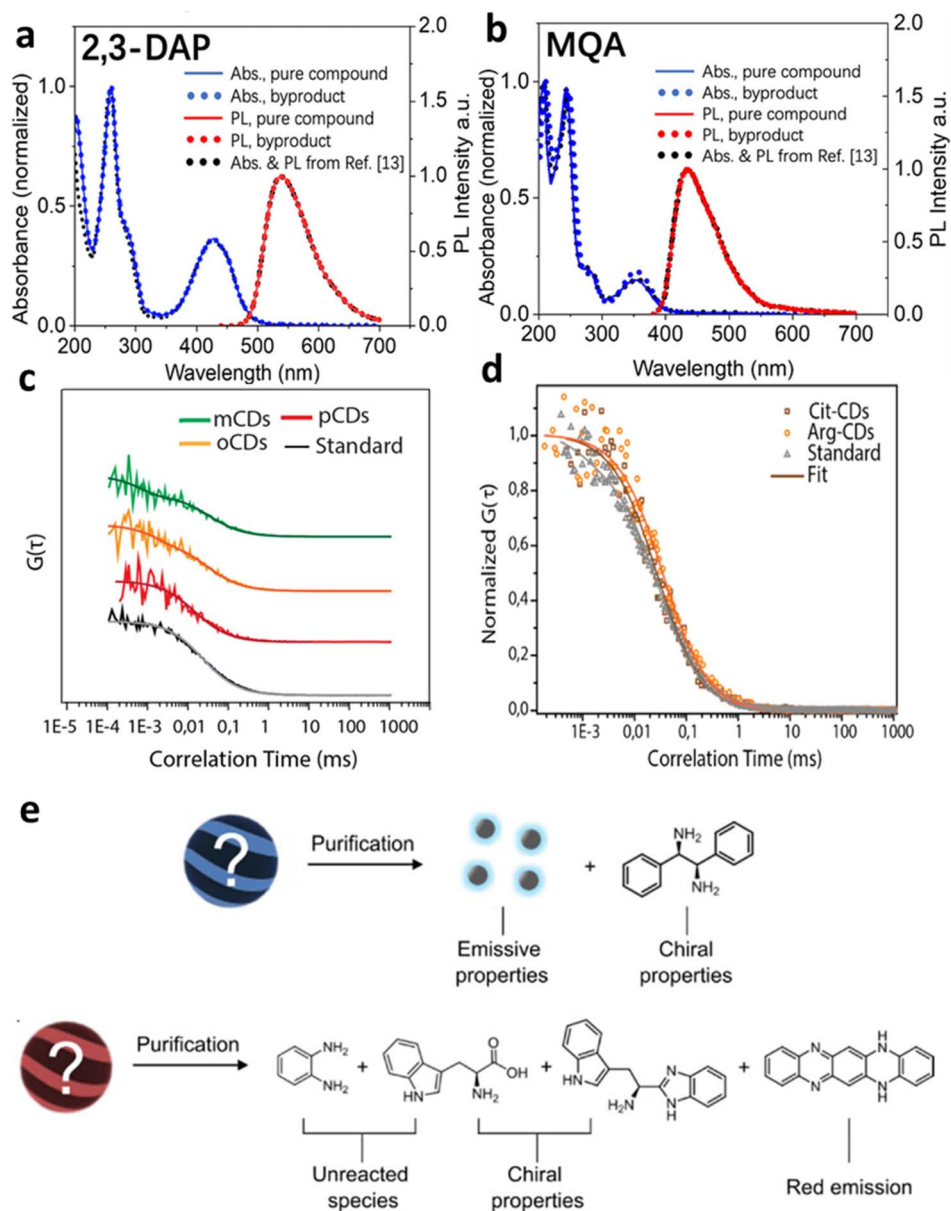 a
2,3-DAP
Abs., pure compound
Abs., byproduct
PL, pure compound
PL, byproduct
Abs. & PL from Ref. [13]
Absorbance (normalized)
1.0
0.5
0.0
PL Intensity a.u.
2.0
1.5
1.0
0.5
0.0
200 300 400 500 600 700
Wavelength (nm)
b
MQA
Abs., pure compound
Abs., byproduct
PL, pure compound
PL, byproduct
Abs. & PL from Ref. [13]
Absorbance (normalized)
1.0
0.5
0.0
PL Intensity a.u.
2.0
1.5
1.0
0.5
0.0
200 300 400 500 600 700
Wavelength (nm)
c
mCDs pCDs
oCDs Standard
G(τ)
1E-5 1E-4 1E-3 0,01 0,1 1 10 100 1000
Correlation Time (ms)
d
Cit-CDs
Arg-CDs
Standard
Fit
Normalized G(τ)
1,0
0,8
0,6
0,4
0,2
0,0
1E-3 0,01 0,1 1 10 100 1000
Correlation Time (ms)
e
?
Purification
+
NH2
NH2
Emissive
properties
Chiral
properties
?
Purification
NH2
NH2
+
O
OH
NH2
HN
+
HN
N
H2N
N
H
+
N
H
N
N
N
H
Unreacted
species
Chiral
properties
Red emission